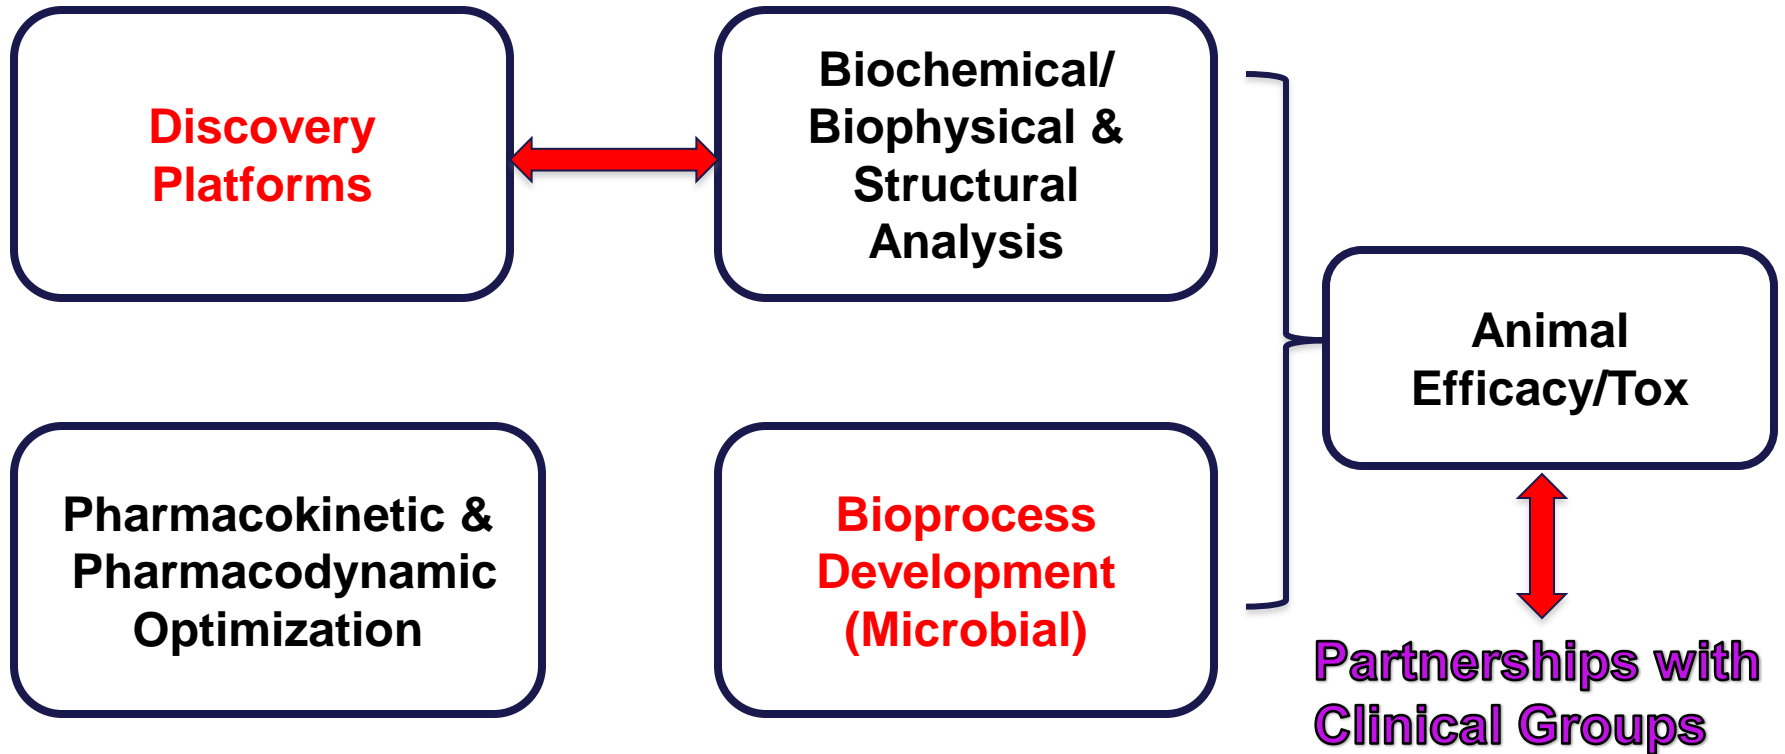 Discovery
Platforms
Biochemical/
Biophysical &
Structural
Analysis
Animal
Efficacy/Tox
Pharmacokinetic &
Pharmacodynamic
Optimization
Bioprocess
Development
(Microbial)
Partnerships with
Clinical Groups